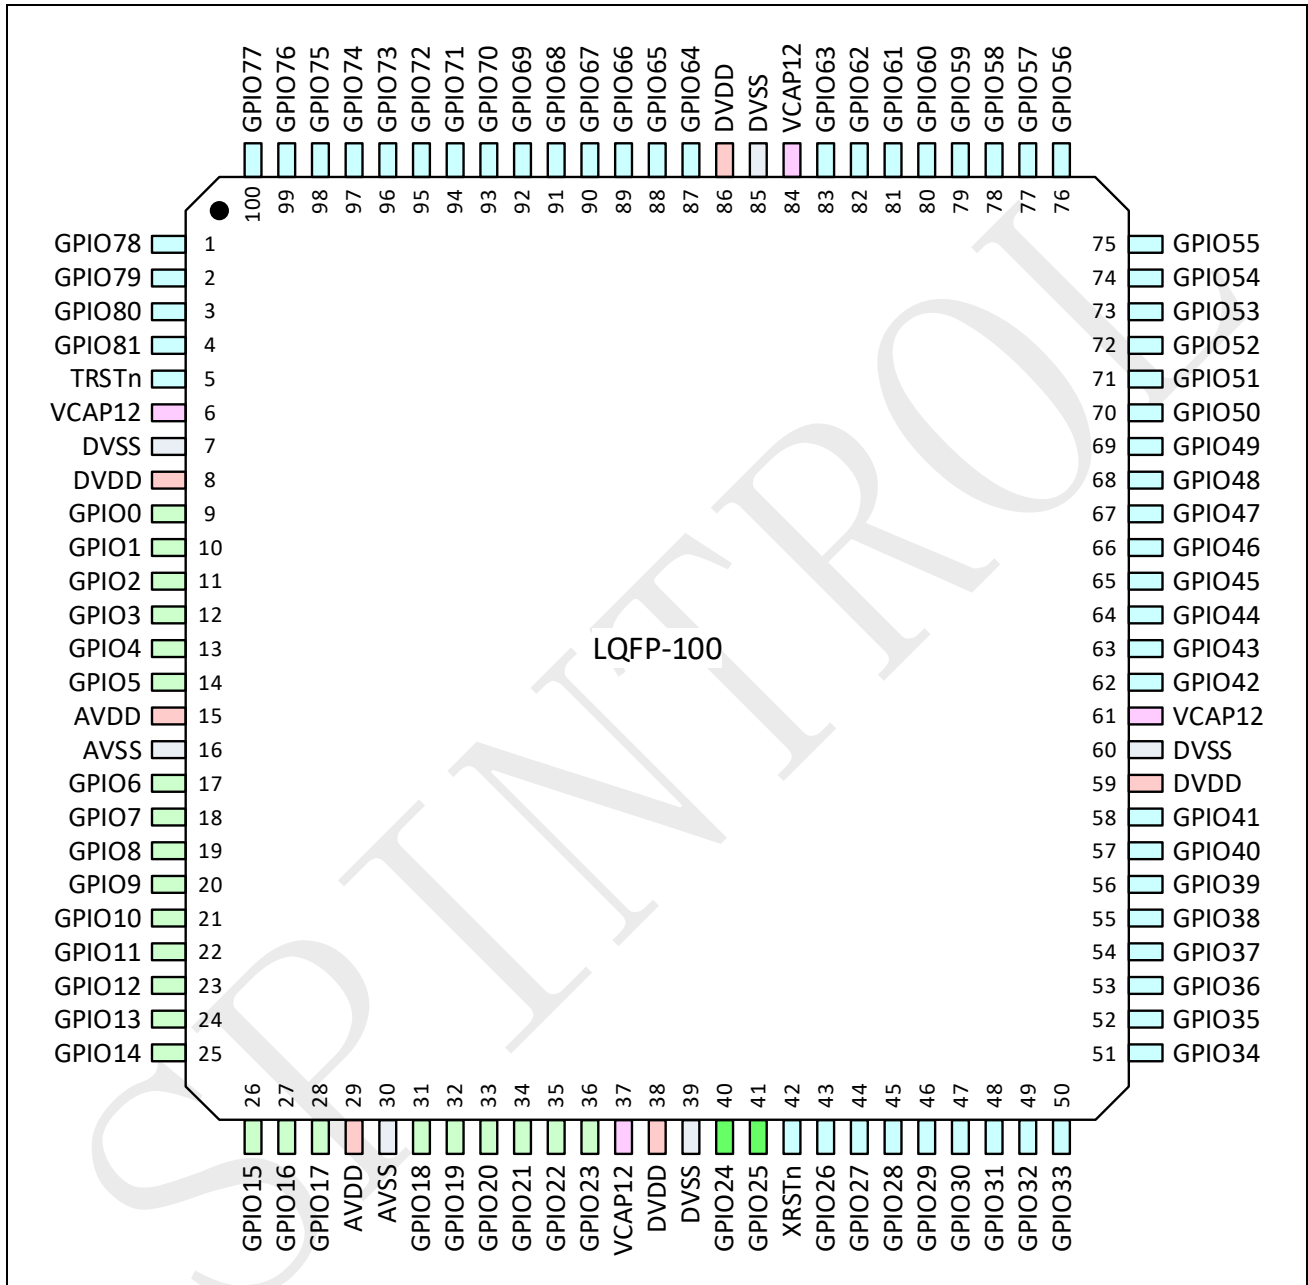 GPIO77 GPIO76 GPIO75 GPIO74 GPIO73 GPIO72 GPIO71 GPIO70 GPIO69 GPIO68 GPIO67 GPIO66 GPIO65 GPIO64 DVDD DVSS VCAP12 GPIO63 GPIO62 GPIO61 GPIO60 GPIO59 GPIO58 GPIO57 GPIO56
100 99 98 97 96 95 94 93 92 91 90 89 88 87 86 85 84 83 82 81 80 79 78 77 76
GPIO78 1 75 GPIO55
GPIO79 2 74 GPIO54
GPIO80 3 73 GPIO53
GPIO81 4 72 GPIO52
TRSTn 5 71 GPIO51
VCAP12 6 70 GPIO50
DVSS 7 69 GPIO49
DVDD 8 68 GPIO48
GPIO0 9 67 GPIO47
GPIO1 10 66 GPIO46
GPIO2 11 65 GPIO45
GPIO3 12 64 GPIO44
GPIO4 13 63 GPIO43
LQFP-100
GPIO5 14 62 GPIO42
AVDD 15 61 VCAP12
AVSS 16 60 DVSS
GPIO6 17 59 DVDD
GPIO7 18 58 GPIO41
GPIO8 19 57 GPIO40
GPIO9 20 56 GPIO39
GPIO10 21 55 GPIO38
GPIO11 22 54 GPIO37
GPIO12 23 53 GPIO36
GPIO13 24 52 GPIO35
GPIO14 25 51 GPIO34
26 27 28 29 30 31 32 33 34 35 36 37 38 39 40 41 42 43 44 45 46 47 48 49 50
GPIO15 GPIO16 GPIO17 AVDD AVSS GPIO18 GPIO19 GPIO20 GPIO21 GPIO22 GPIO23 VCAP12 DVDD DVSS GPIO24 GPIO25 XRSTn GPIO26 GPIO27 GPIO28 GPIO29 GPIO30 GPIO31 GPIO32 GPIO33
SPINTROL